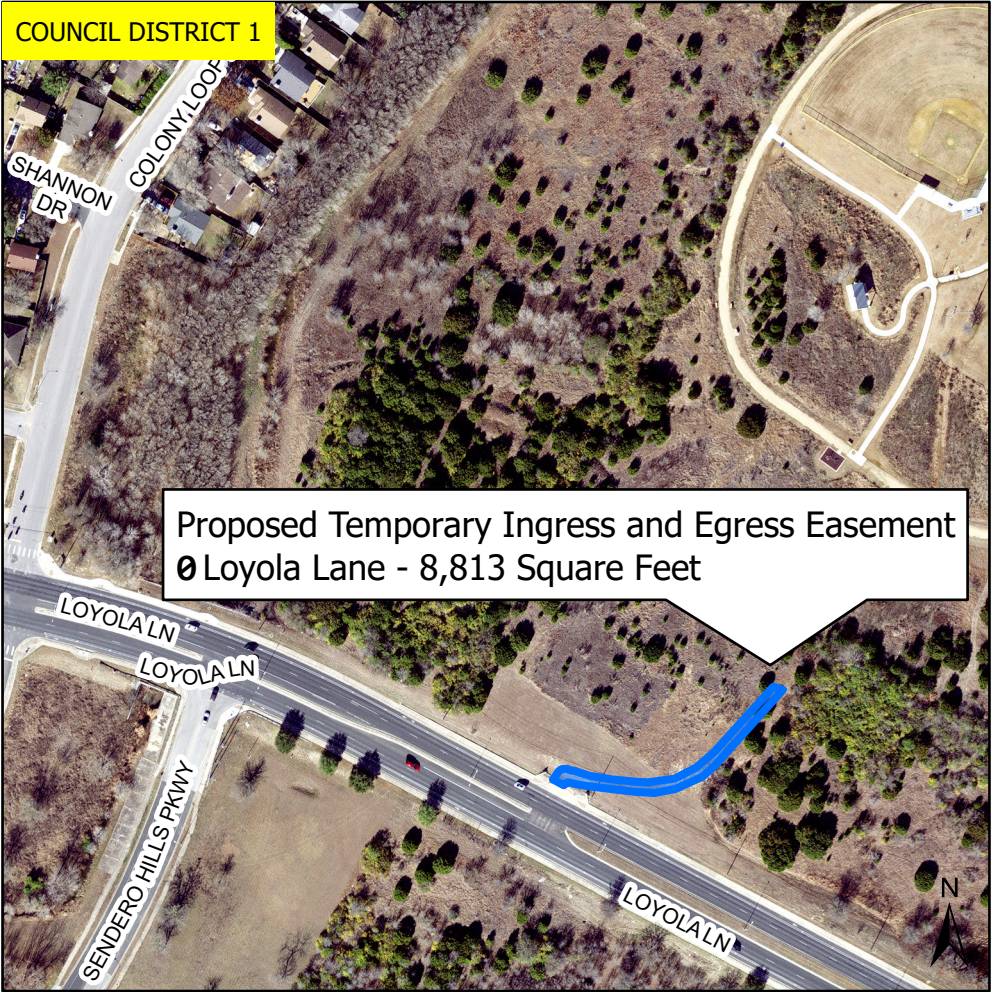 COUNCIL DISTRICT 1
COLONY LOOP
SHANNON
DR
Proposed Temporary Ingress and Egress Easement
0 Loyola Lane - 8,813 Square Feet
LOYOLA LN
LOYOLA LN
SENDERO HILLS PKWY
LOYOLA LN
N